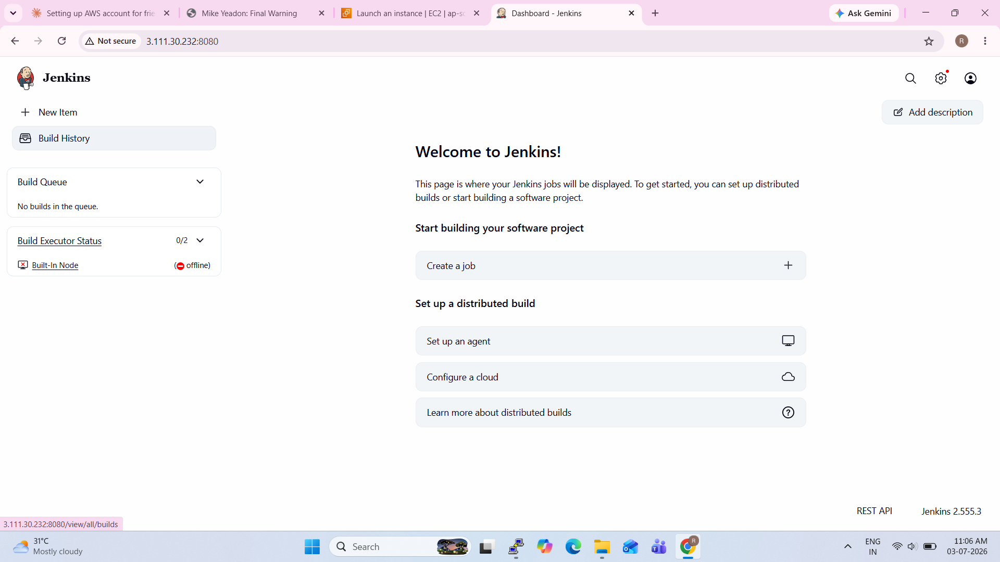 Setting up AWS account for frie
Mike Yeadon: Final Warning
Launch an instance | EC2 | ap-so
Dashboard - Jenkins
Ask Gemini
Not secure
3.111.30.232:8080
R
Jenkins
New Item
Add description
Build History
Welcome to Jenkins!
This page is where your Jenkins jobs will be displayed. To get started, you can set up distributed
builds or start building a software project.
Build Queue
No builds in the queue.
Start building your software project
Build Executor Status
0/2
Built-In Node
(offline)
Create a job
Set up a distributed build
Set up an agent
Configure a cloud
Learn more about distributed builds
REST API
Jenkins 2.555.3
3.111.30.232:8080/view/all/builds
31°C
Mostly cloudy
Search
R
ENG
IN
11:06 AM
03-07-2026